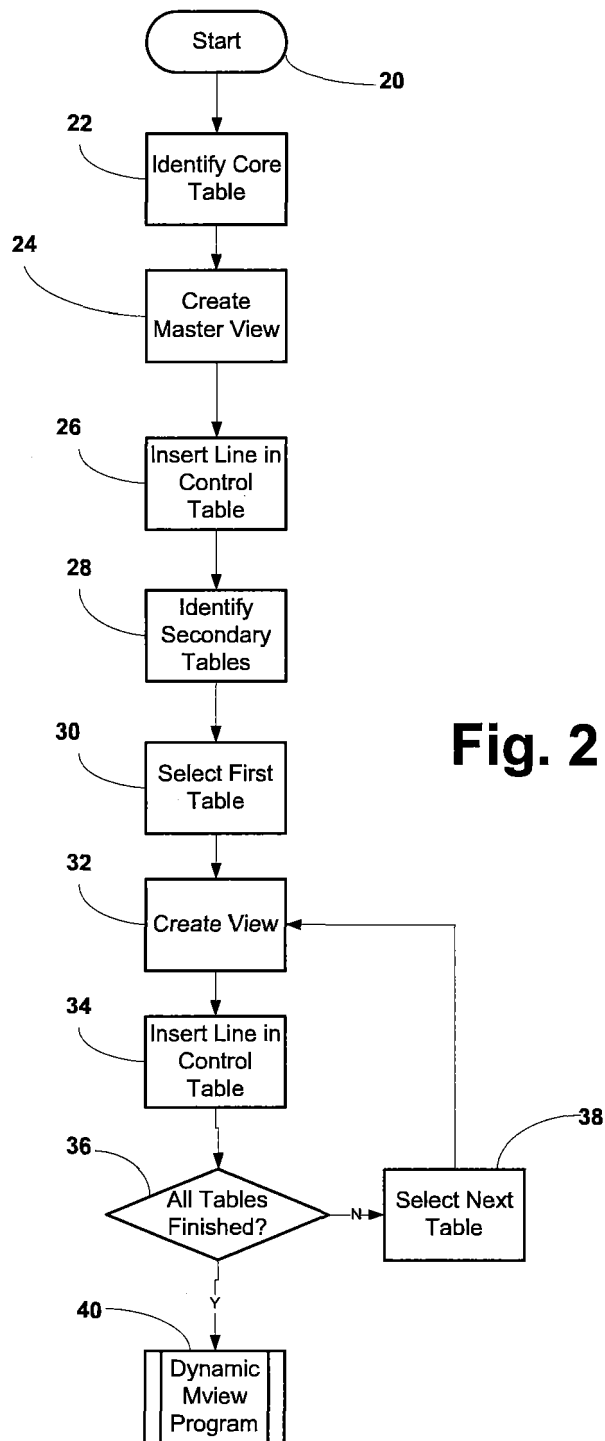 Start
20
22
Identify Core
Table
24
Create
Master View
26
Insert Line in
Control
Table
28
Identify
Secondary
Tables
30
Select First
Table
Fig. 2
32
Create View
34
Insert Line in
Control
Table
36
All Tables
Finished?
N
38
Select Next
Table
Y
40
Dynamic
Mview
Program